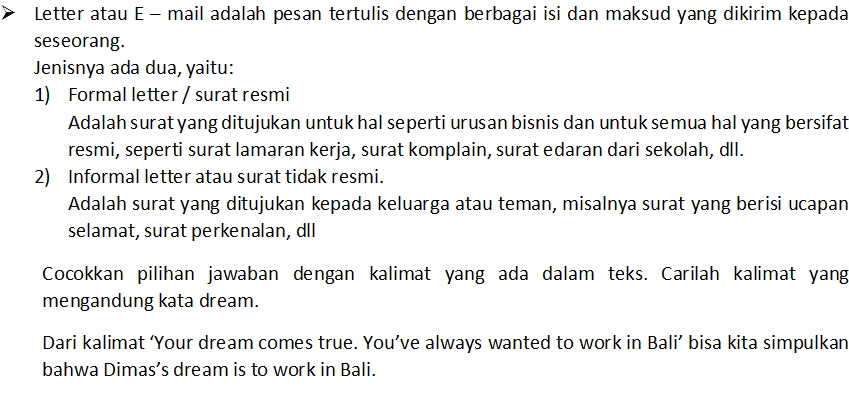 ➢ Letter atau E – mail adalah pesan tertulis dengan berbagai isi dan maksud yang dikirim kepada
seseorang.
Jenisnya ada dua, yaitu:
1) Formal letter / surat resmi
Adalah surat yang ditujukan untuk hal seperti urusan bisnis dan untuk semua hal yang bersifat
resmi, seperti surat lamaran kerja, surat komplain, surat edaran dari sekolah, dll.
2) Informal letter atau surat tidak resmi.
Adalah surat yang ditujukan kepada keluarga atau teman, misalnya surat yang berisi ucapan
selamat, surat perkenalan, dll
Cocokkan pilihan jawaban dengan kalimat yang ada dalam teks. Carilah kalimat yang
mengandung kata dream.
Dari kalimat ‘Your dream comes true. You’ve always wanted to work in Bali’ bisa kita simpulkan
bahwa Dimas’s dream is to work in Bali.